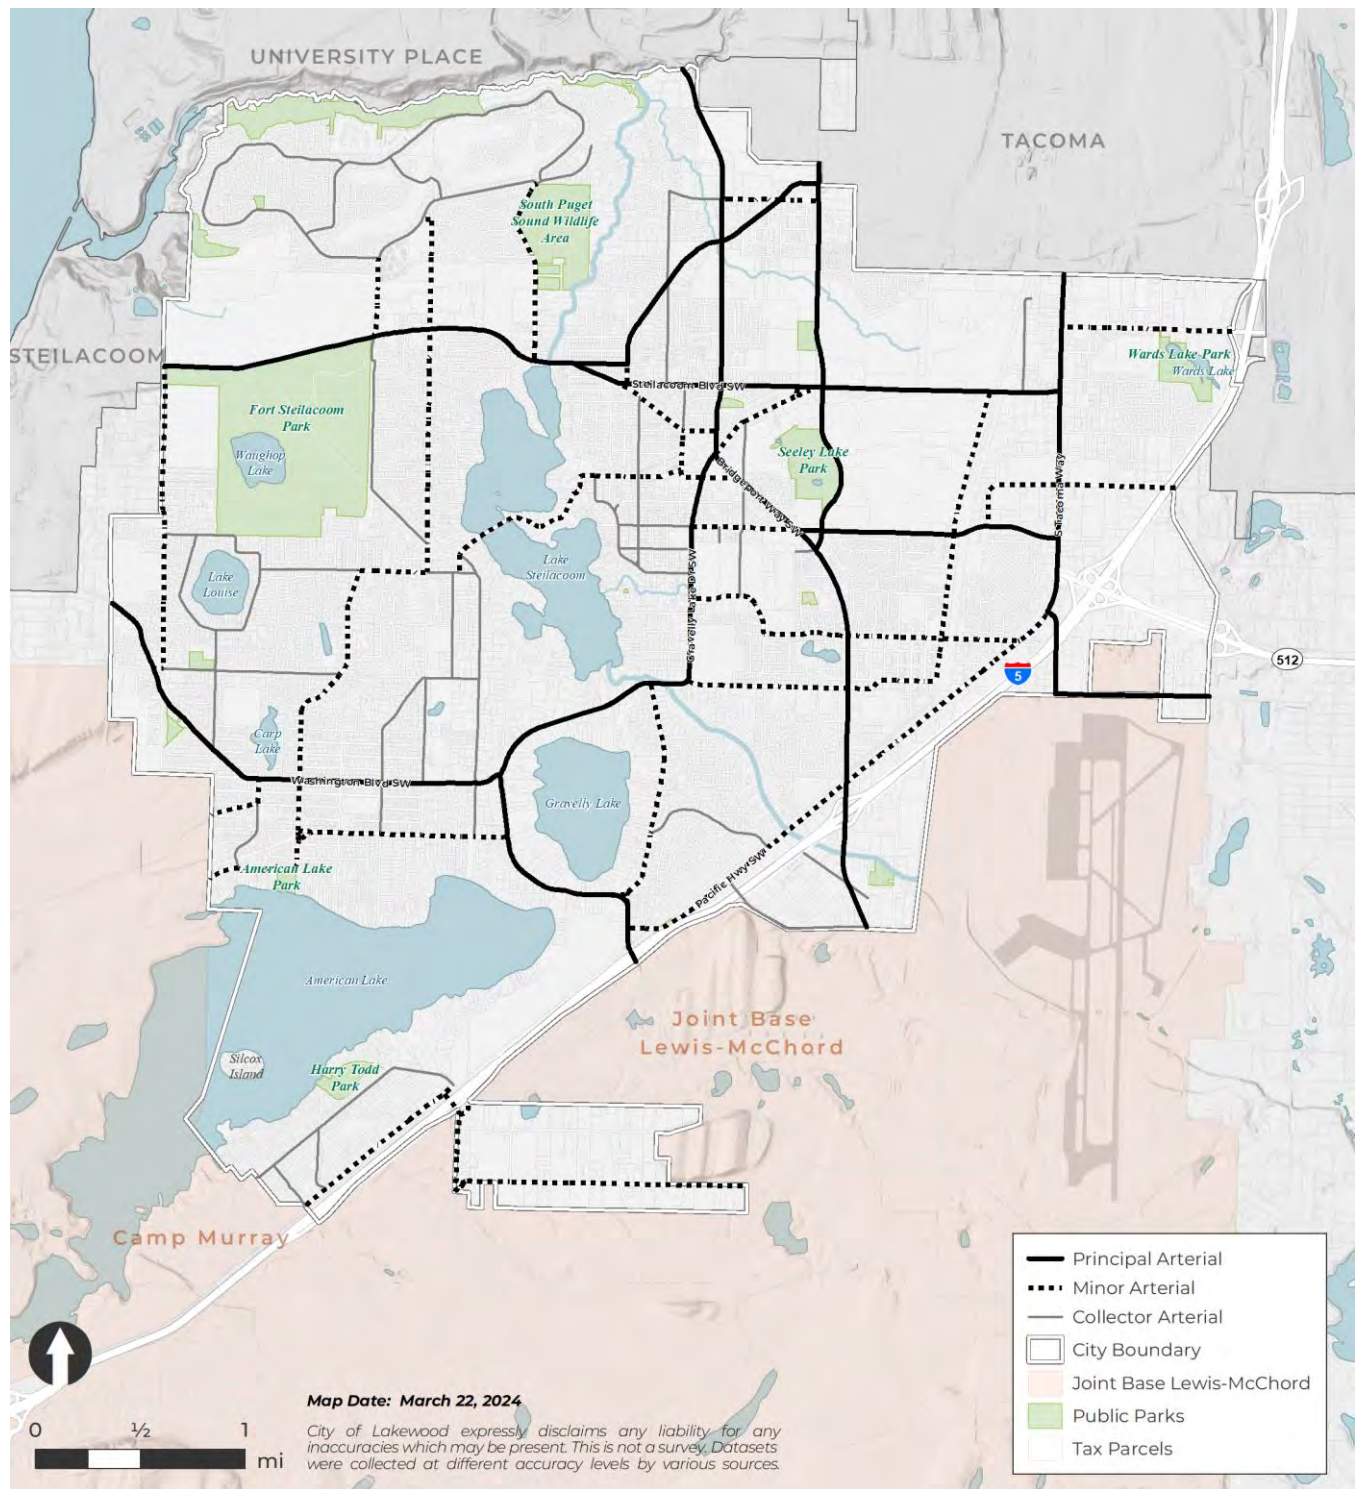 UNIVERSITY PLACE
TACOMA
South Puget
Sound Wildlife
Area
STEILACOOM
Wards Lake Park
Wards Lake
Steilacoom Blvd SW
Fort Steilacoom
Park
Waughop
Lake
Seeley Lake
Park
Bridgeport Way SW
S Tacoma Way
Lake
Steilacoom
Lake
Louise
Gravelly Lake Dr SW
512
5
Carp
Lake
Washington Blvd SW
Gravelly Lake
American Lake
Park
Pacific Hwy SW
American Lake
Joint Base
Lewis-McChord
Silcox
Island
Harry Todd
Park
Camp Murray
Principal Arterial
Minor Arterial
Collector Arterial
City Boundary
Joint Base Lewis-McChord
Public Parks
Tax Parcels
Map Date: March 22, 2024
City of Lakewood expressly disclaims any liability for any
inaccuracies which may be present. This is not a survey. Datasets
were collected at different accuracy levels by various sources.
0 ½ 1
mi